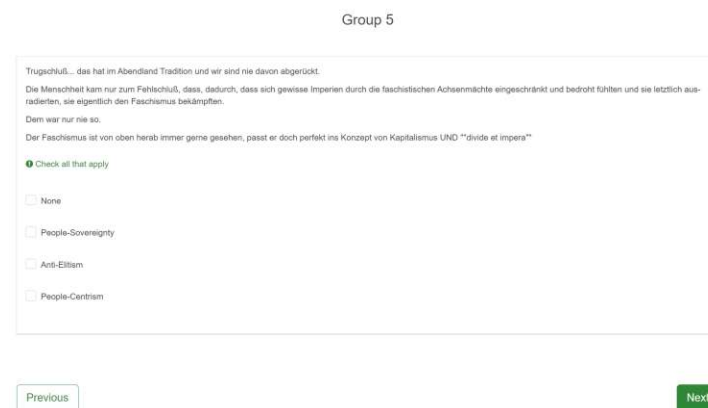 Group 5
Trugschluß... das hat im Abendland Tradition und wir sind nie davon abgerückt.
Die Menschheit kam nur zum Fehlschluß, dass, dadurch, dass sich gewisse Imperien durch die faschistischen Achsenmächte eingeschränkt und bedroht fühlten und sie letztlich aus-
radierten, sie eigentlich den Faschismus bekämpften.
Dem war nur nie so.
Der Faschismus ist von oben herab immer gerne gesehen, passt er doch perfekt ins Konzept von Kapitalismus UND ""divide et impera""
Check all that apply
None
People-Sovereignty
Anti-Elitism
People-Centrism
Previous
Next